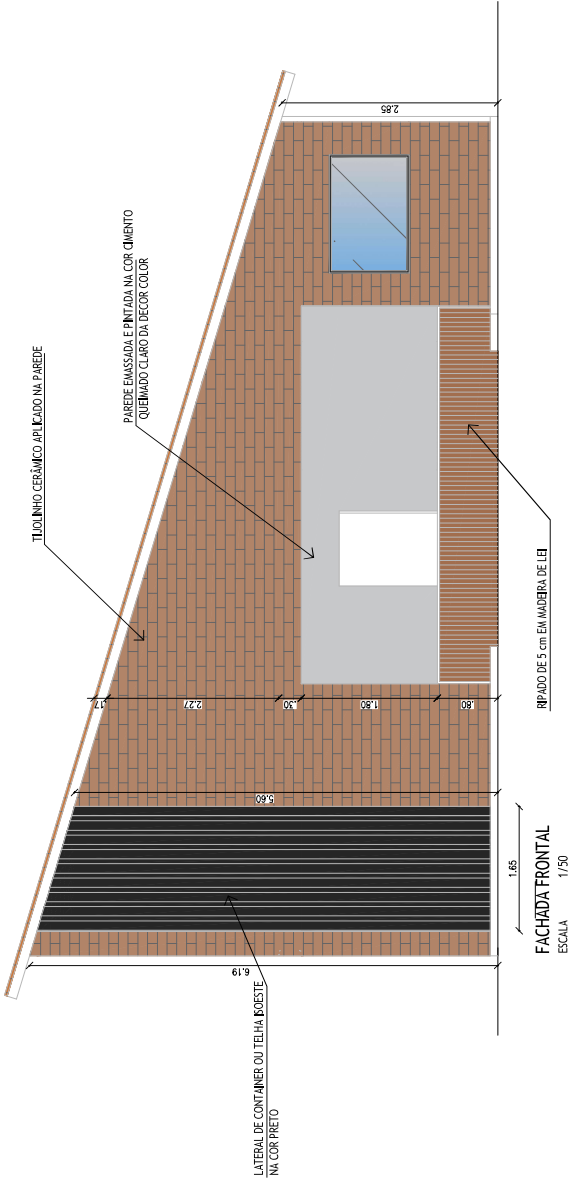 TIJOLINHO CERÂMICO APLICADO NA PAREDE
PAREDE EMASSADA E PINTADA NA COR CIMENTO
QUEIMADO CLARO DA DECOR COLOR
LATERAL DE CONTAINER OU TELHA ISOESTE
NA COR PRETO
RIPADO DE 5 cm EM MADEIRA DE LEI
6.19
5.60
.17
2.27
.50
1.80
.80
2.85
1.65
FACHADA FRONTAL
ESCALA 1/50